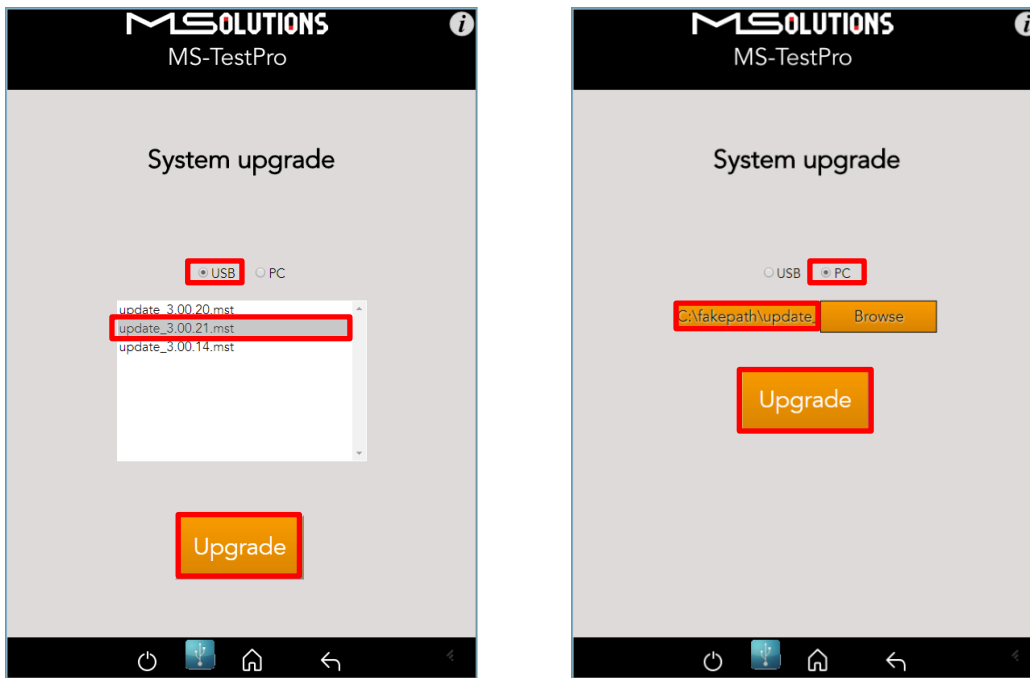 MSOLUTIONS
MS-TestPro
System upgrade
USB PC
update_3.00.20.mst
update_3.00.21.mst
update_3.00.14.mst
Upgrade
MSOLUTIONS
MS-TestPro
System upgrade
USB PC
C:\fakepath\update_ Browse
Upgrade